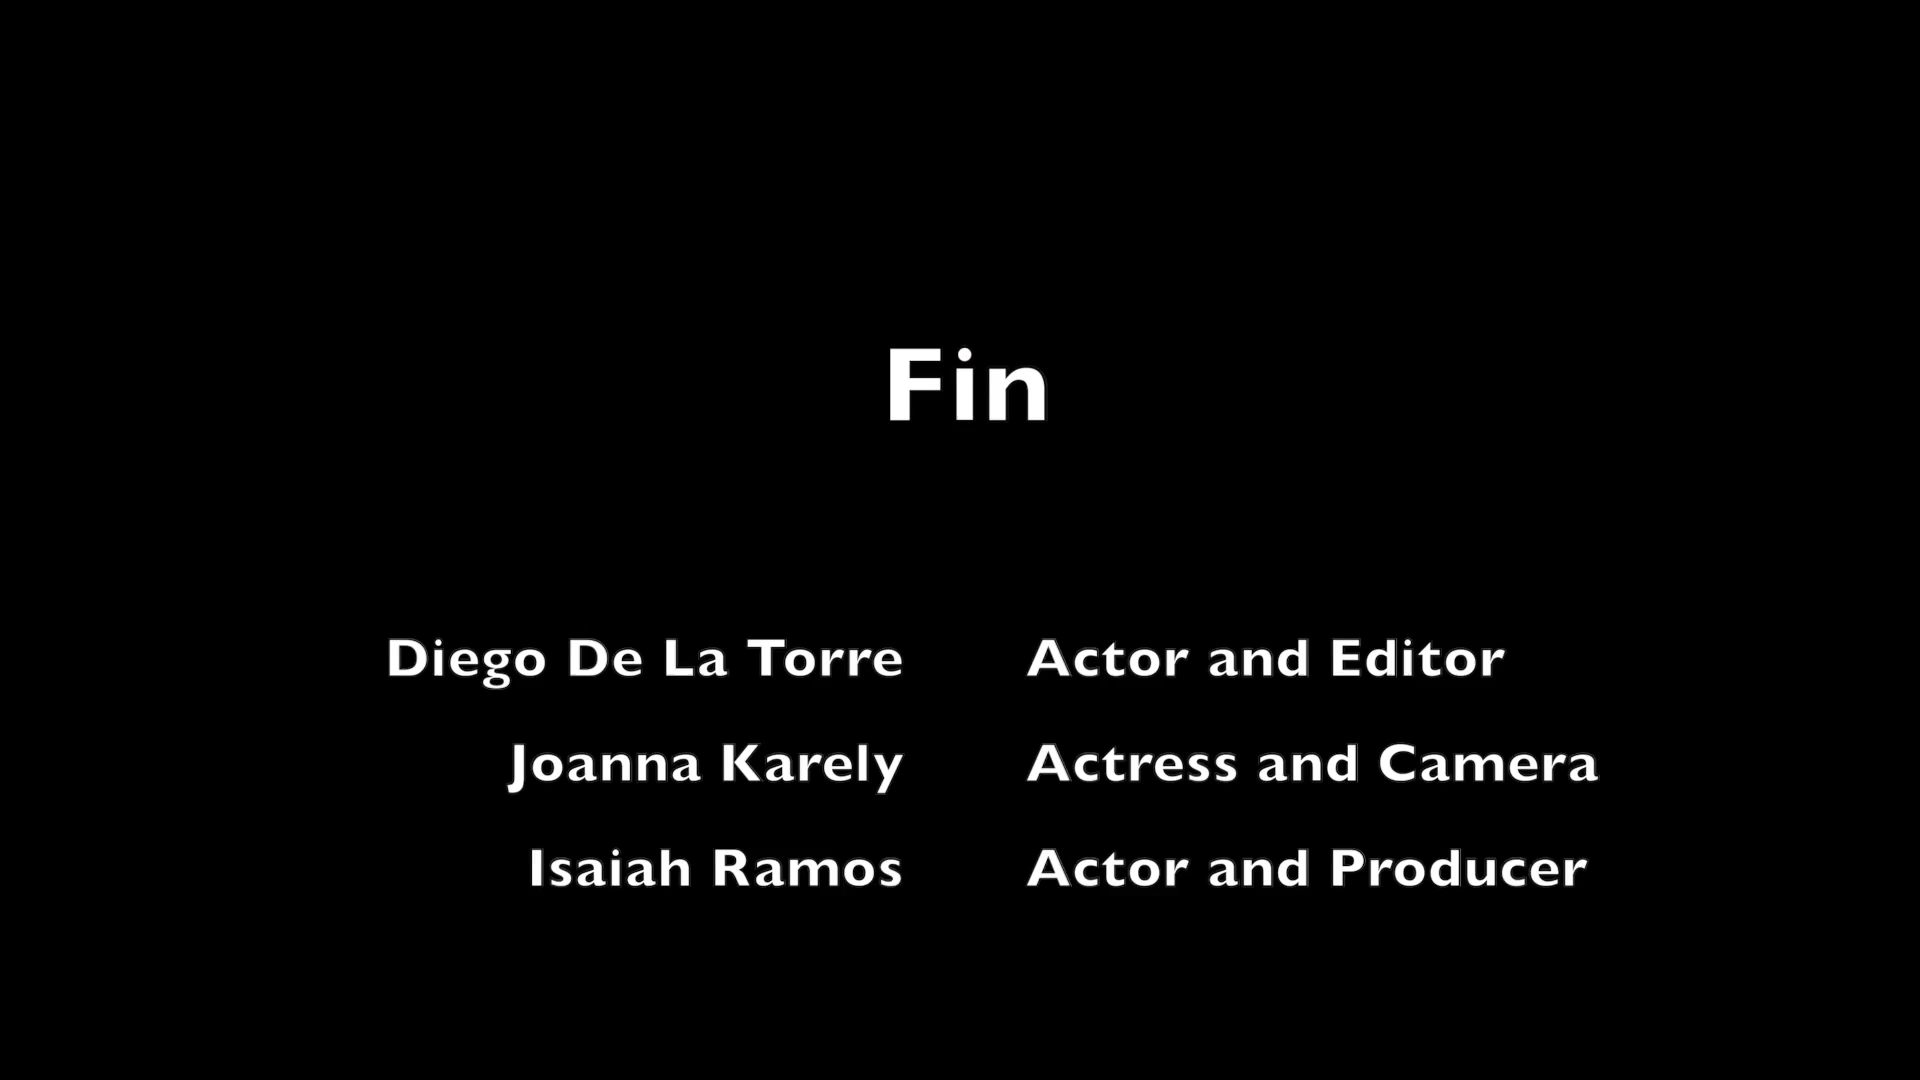 Fin
Diego De La Torre Actor and Editor
Joanna Karely Actress and Camera
Isaiah Ramos Actor and Producer